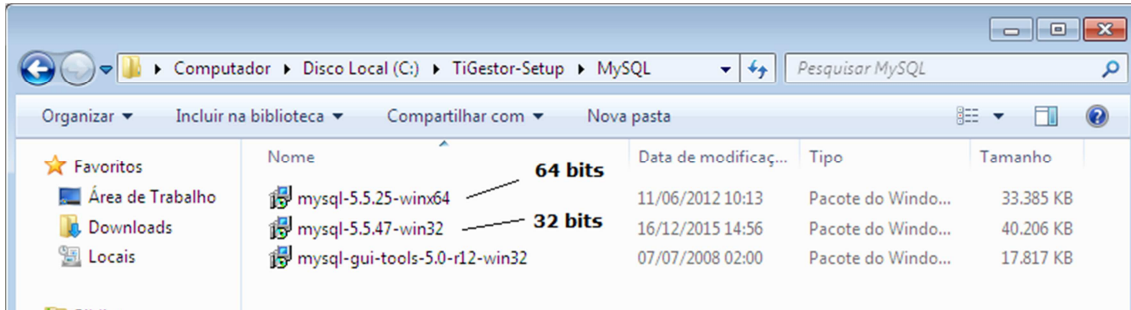 Computador Disco Local (C:) TiGestor-Setup MySQL Pesquisar MySQL
Organizar Incluir na biblioteca Compartilhar com Nova pasta
Favoritos
Área de Trabalho
Downloads
Locais
Nome Data de modificaç... Tipo Tamanho
64 bits
mysql-5.5.25-winx64 11/06/2012 10:13 Pacote do Windo... 33.385 KB
32 bits
mysql-5.5.47-win32 16/12/2015 14:56 Pacote do Windo... 40.206 KB
mysql-gui-tools-5.0-r12-win32 07/07/2008 02:00 Pacote do Windo... 17.817 KB